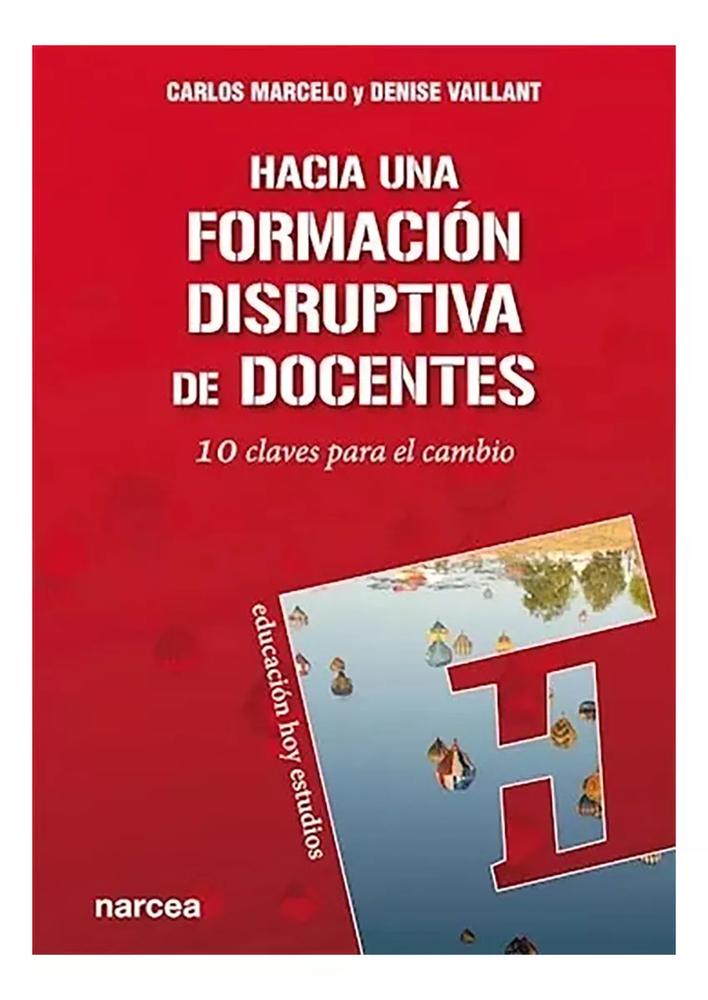 CARLOS MARCELO y DENISE VAILLANT
HACIA UNA
FORMACIÓN
DISRUPTIVA
DE DOCENTES
10 claves para el cambio
educación hoy estudios
H
narcea